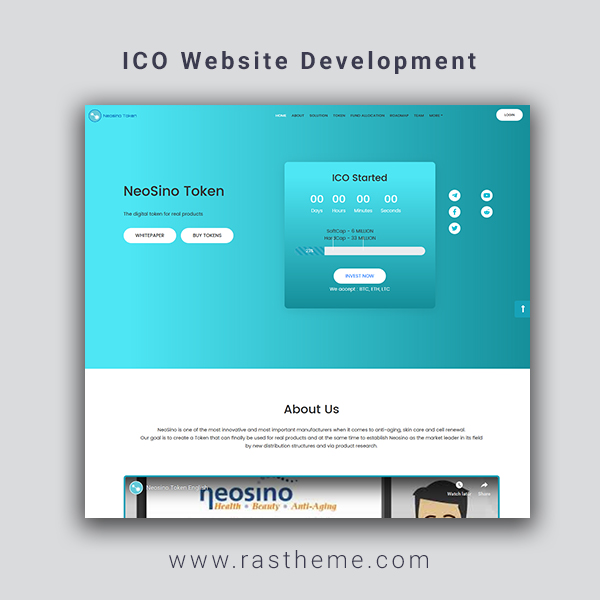 ICO Website Development
Neosino Token
HOME ABOUT SOLUTION TOKEN FUND ALLOCATION ROADMAP TEAM MORE
LOGIN
NeoSino Token
The digital token for real products
WHITEPAPER BUY TOKENS
ICO Started
00 00 00 00
Days Hours Minutes Seconds
SoftCap - 5 MILLION
HardCap - 33 MILLION
INVEST NOW
We accept : BTC, ETH, LTC
About Us
NeoSino is one of the most innovative and most important manufacturers when it comes to anti-aging, skin care and cell renewal.
Our goal is to create a Token that can finally be used for real products and at the same time to establish Neosino as the market leader in its field
by new distribution structures and via product research.
Neosino Token English
Watch later Share
neosino
Health • Beauty • Anti-Aging
www.rastheme.com